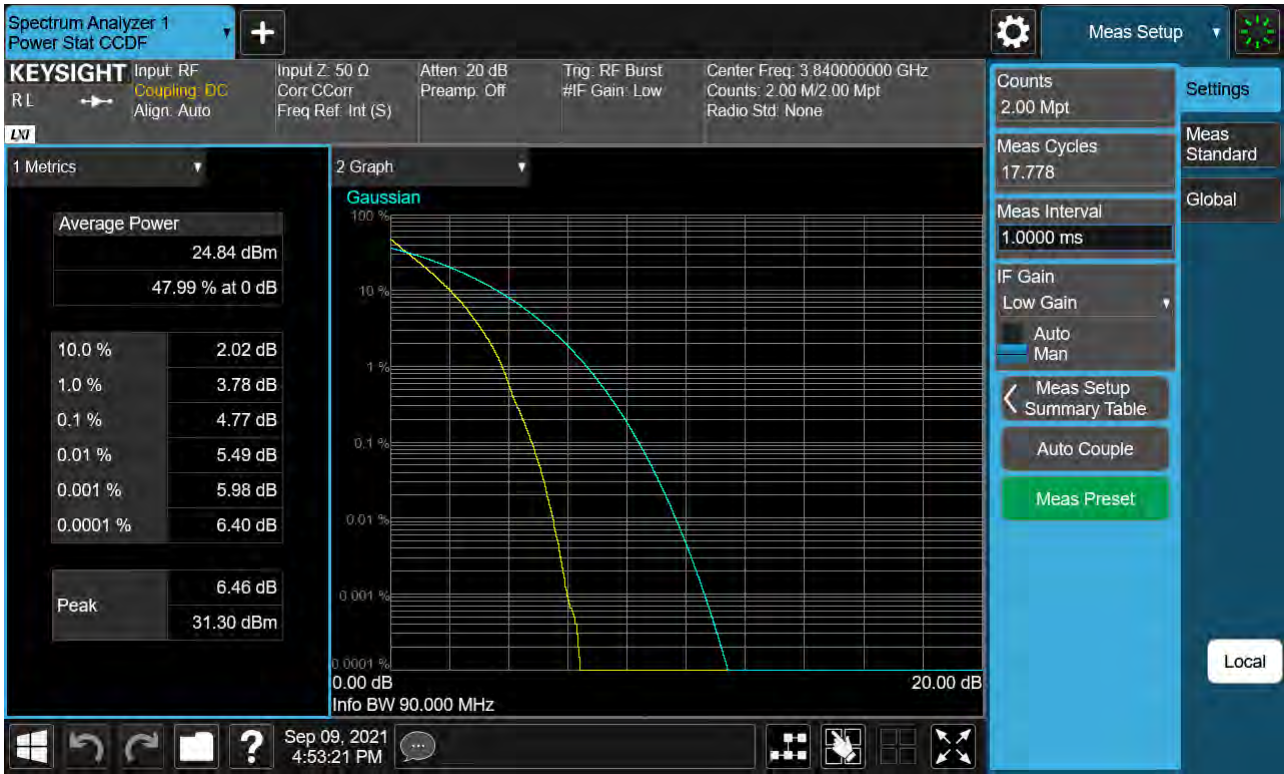 Spectrum Analyzer 1
Power Stat CCDF
+
Meas Setup
KEYSIGHT
RL
LXI
Input: RF
Coupling: DC
Align: Auto
Input Z: 50 Ω
Corr CCorr
Freq Ref: Int (S)
Atten: 20 dB
Preamp: Off
Trig: RF Burst
#IF Gain: Low
Center Freq: 3.840000000 GHz
Counts: 2.00 M/2.00 Mpt
Radio Std: None
1 Metrics
Average Power
24.84 dBm
47.99 % at 0 dB
10.0 % 2.02 dB
1.0 % 3.78 dB
0.1 % 4.77 dB
0.01 % 5.49 dB
0.001 % 5.98 dB
0.0001 % 6.40 dB
Peak
6.46 dB
31.30 dBm
2 Graph
Gaussian
100 %
10 %
1 %
0.1 %
0.01 %
0.001 %
0.0001 %
0.00 dB 20.00 dB
Info BW 90.000 MHz
Counts
2.00 Mpt
Meas Cycles
17.778
Meas Interval
1.0000 ms
IF Gain
Low Gain
Auto
Man
Meas Setup
Summary Table
Auto Couple
Meas Preset
Settings
Meas
Standard
Global
Local
?
Sep 09, 2021
4:53:21 PM